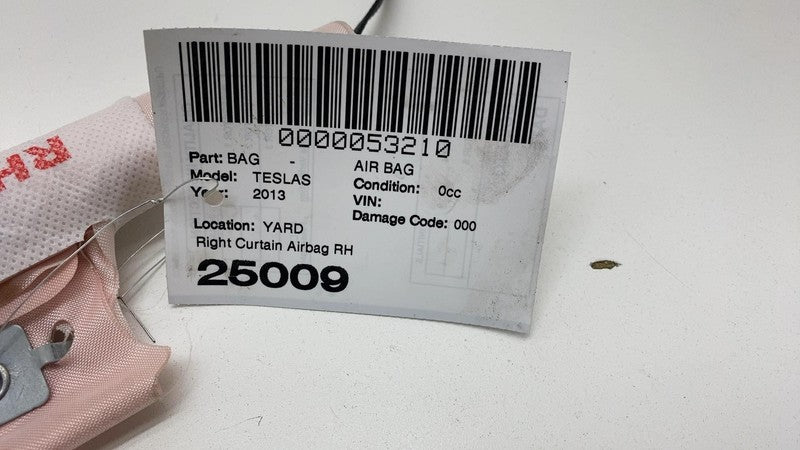 0000053210
Part: BAG - AIR BAG
Model: TESLAS Condition: 0cc
Year: 2013 VIN:
Damage Code: 000
Location: YARD
Right Curtain Airbag RH
25009
RH